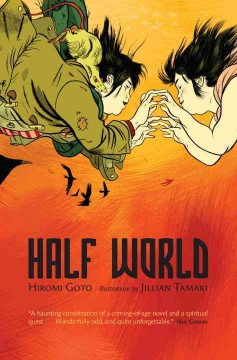 HALF WORLD
HIROMI GOTO illustrations by JILLIAN TAMAKI
"A haunting combination of a coming-of-age novel and a spiritual
quest . . . Wonderfully odd, and quite unforgettable." NEIL GAIMAN